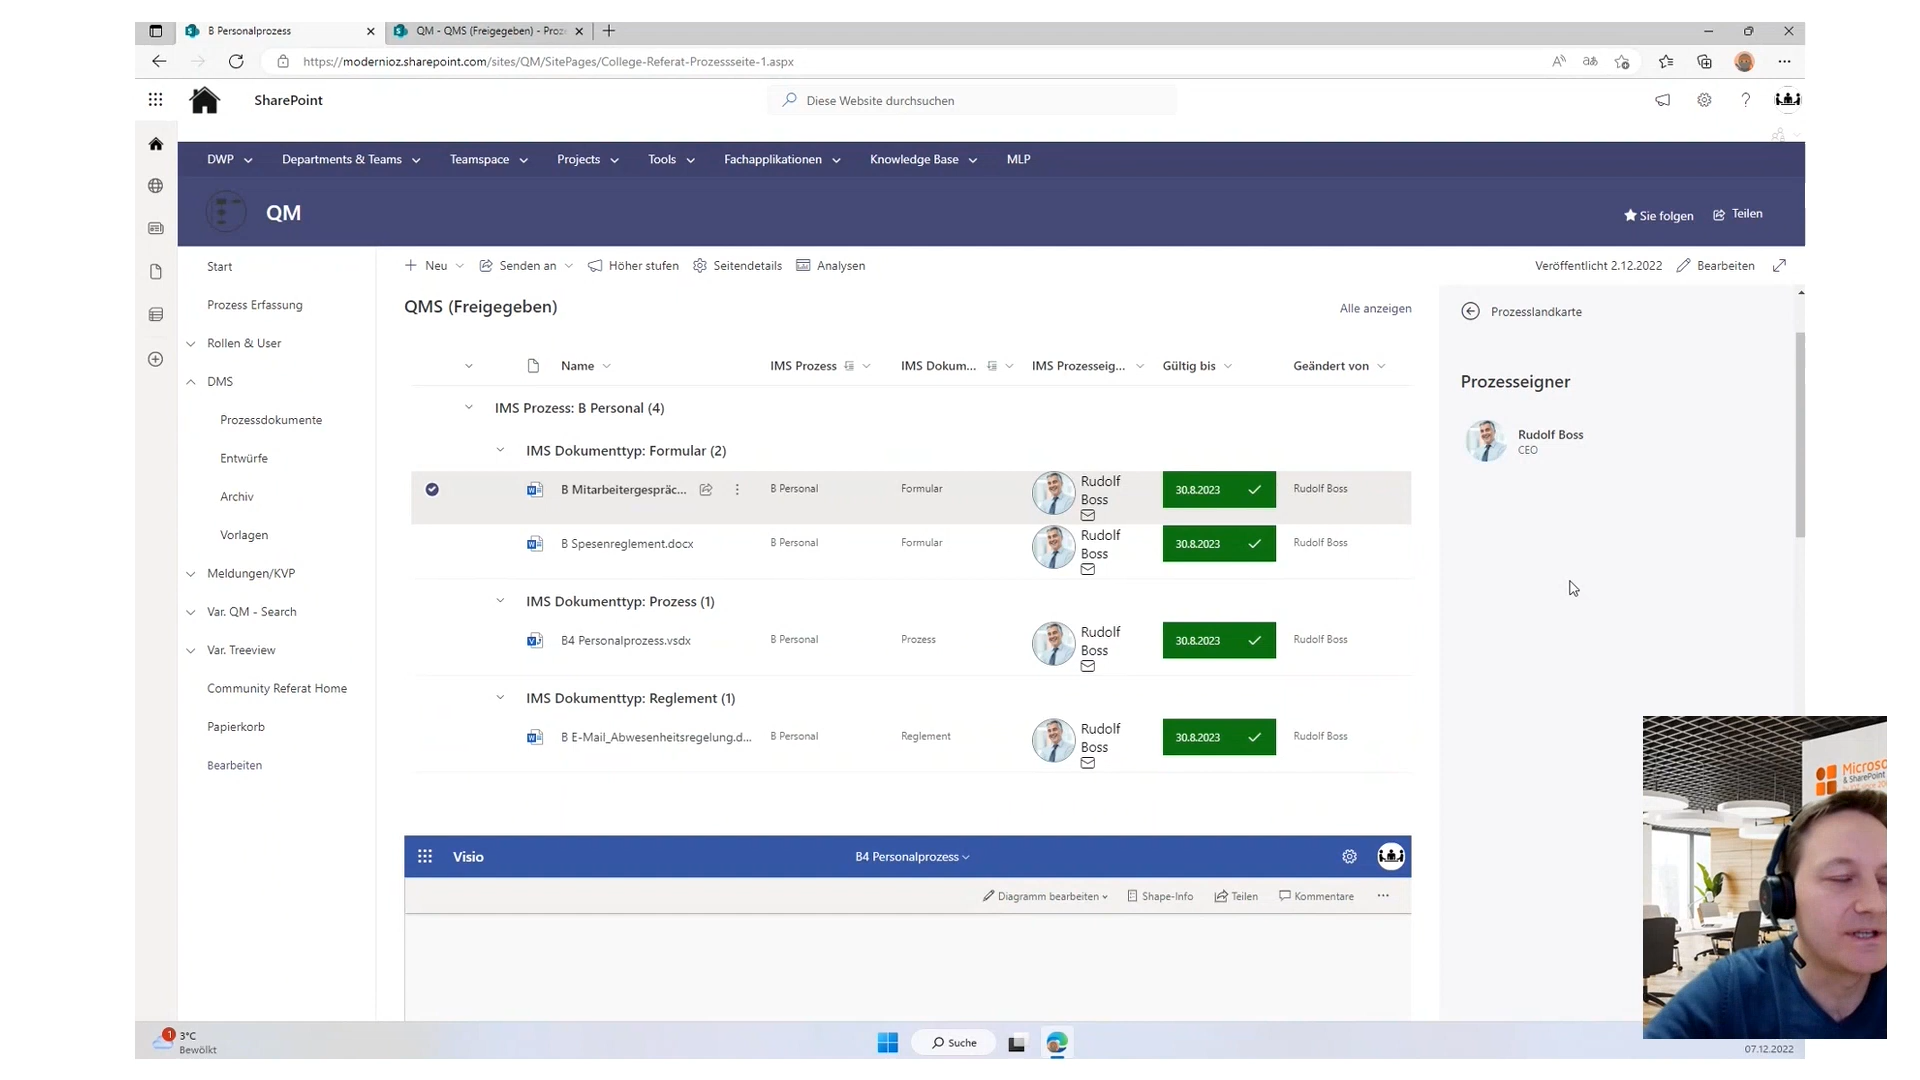 B Personalprozess
QM - QMS (Freigegeben) - Proz
https://modernioz.sharepoint.com/sites/QM/SitePages/College-Referat-Prozessseite-1.aspx
SharePoint
Diese Website durchsuchen
DWP
Departments & Teams
Teamspace
Projects
Tools
Fachapplikationen
Knowledge Base
MLP
QM
Sie folgen
Teilen
Start
Prozess Erfassung
Rollen & User
DMS
Prozessdokumente
Entwürfe
Archiv
Vorlagen
Meldungen/KVP
Var. QM - Search
Var. Treeview
Community Referat Home
Papierkorb
Bearbeiten
Neu
Senden an
Höher stufen
Seitendetails
Analysen
Veröffentlicht 2.12.2022
Bearbeiten
QMS (Freigegeben)
Alle anzeigen
Name
IMS Prozess
IMS Dokum...
IMS Prozesseig...
Gültig bis
Geändert von
IMS Prozess: B Personal (4)
IMS Dokumenttyp: Formular (2)
B Mitarbeitergespräc...
B Personal
Formular
Rudolf
Boss
30.8.2023
Rudolf Boss
B Spesenreglement.docx
B Personal
Formular
Rudolf
Boss
30.8.2023
Rudolf Boss
IMS Dokumenttyp: Prozess (1)
B4 Personalprozess.vsdx
B Personal
Prozess
Rudolf
Boss
30.8.2023
Rudolf Boss
IMS Dokumenttyp: Reglement (1)
B E-Mail_Abwesenheitsregelung.d...
B Personal
Reglement
Rudolf
Boss
30.8.2023
Rudolf Boss
Prozesslandkarte
Prozesseigner
Rudolf Boss
CEO
Visio
B4 Personalprozess
Diagramm bearbeiten
Shape-Info
Teilen
Kommentare
Microso
& SharePoint
1
3°C
Bewölkt
Suche
07.12.2022